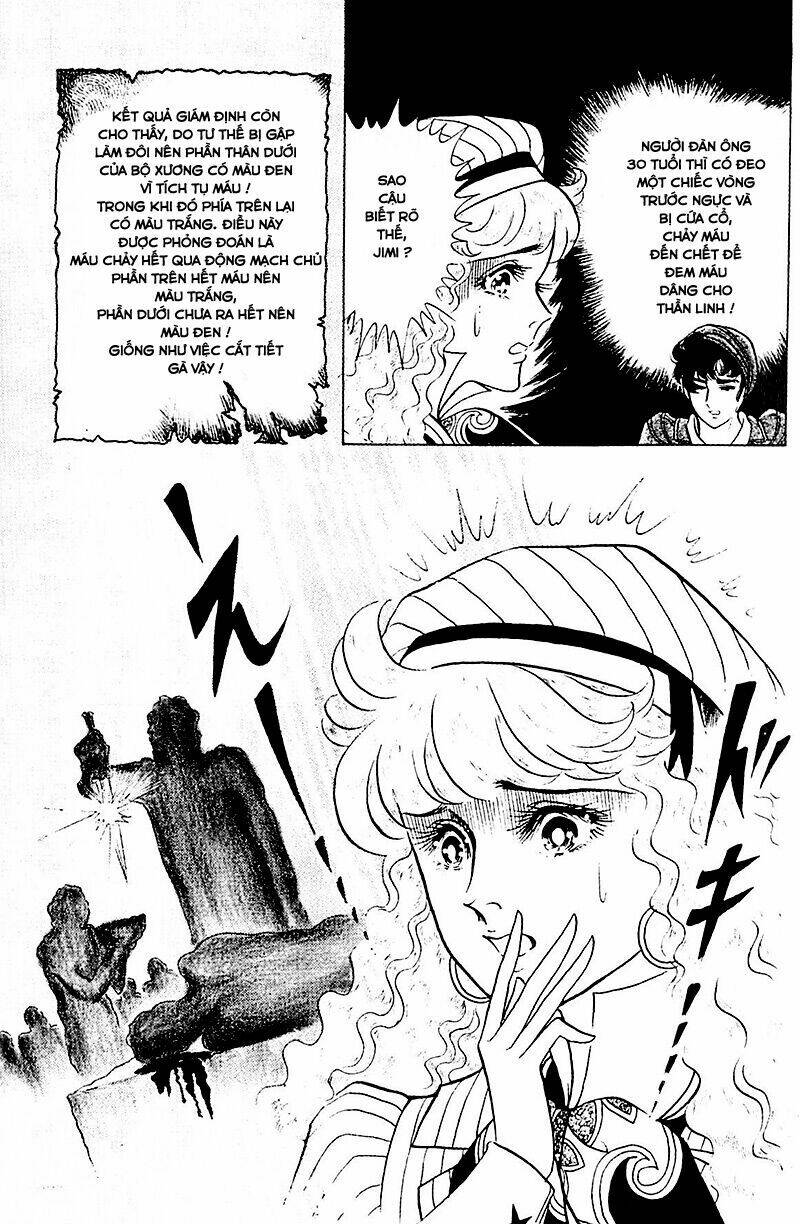 NGƯỜI ĐÀN ÔNG
30 TUỔI THÌ CÓ ĐEO
MỘT CHIẾC VÒNG
TRƯỚC NGỰC VÀ
BỊ CỨA CỔ,
CHẢY MÁU
ĐẾN CHẾT ĐỂ
ĐEM MÁU
DÂNG CHO
THẦN LINH !
SAO
CẬU
BIẾT RÕ
THẾ,
JIMI ?
KẾT QUẢ GIÁM ĐỊNH CÒN
CHO THẤY, DO TƯ THẾ BỊ GẬP
LÀM ĐÔI NÊN PHẦN THÂN DƯỚI
CỦA BỘ XƯƠNG CÓ MÀU ĐEN
VÌ TÍCH TỤ MÁU !
TRONG KHI ĐÓ PHÍA TRÊN LẠI
CÓ MÀU TRẮNG. ĐIỀU NÀY
ĐƯỢC PHỎNG ĐOÁN LÀ
MÁU CHẢY HẾT QUA ĐỘNG MẠCH CHỦ
PHẦN TRÊN HẾT MÁU NÊN
MÀU TRẮNG,
PHẦN DƯỚI CHƯA RA HẾT NÊN
MÀU ĐEN !
GIỐNG NHƯ VIỆC CẮT TIẾT
GÀ VẬY !
ドキ
ーん